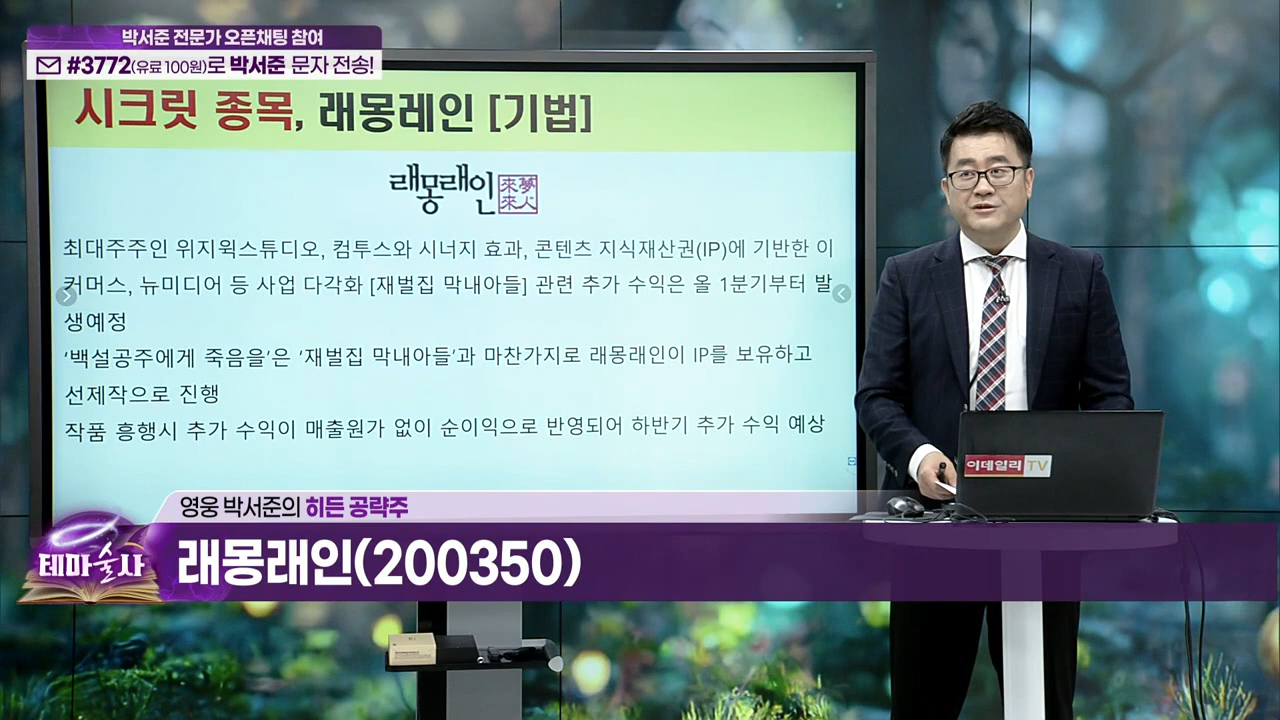 박서준 전문가 오픈채팅 참여
#3772(유료 100원)로 박서준 문자 전송!
시크릿 종목, 래몽레인 [기법]
래몽래인 來夢來人
최대주주인 위지윅스튜디오, 컴투스와 시너지 효과, 콘텐츠 지식재산권(IP)에 기반한 이
커머스, 뉴미디어 등 사업 다각화 [재벌집 막내아들] 관련 추가 수익은 올 1분기부터 발
생예정
‘백설공주에게 죽음을’은 ‘재벌집 막내아들’과 마찬가지로 래몽래인이 IP를 보유하고
선제작으로 진행
작품 흥행시 추가 수익이 매출원가 없이 순이익으로 반영되어 하반기 추가 수익 예상
이데일리 TV
영웅 박서준의 히든 공략주
테마술사
래몽래인(200350)